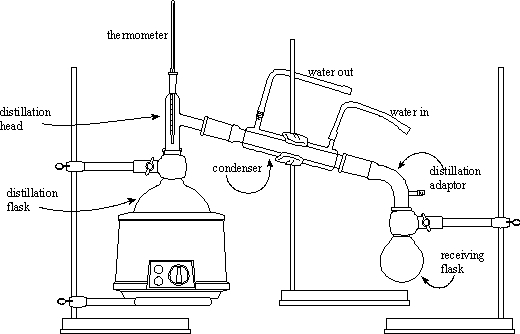 thermometer
water out
water in
distillation
head
condenser
distillation
adaptor
distillation
flask
receiving
flask